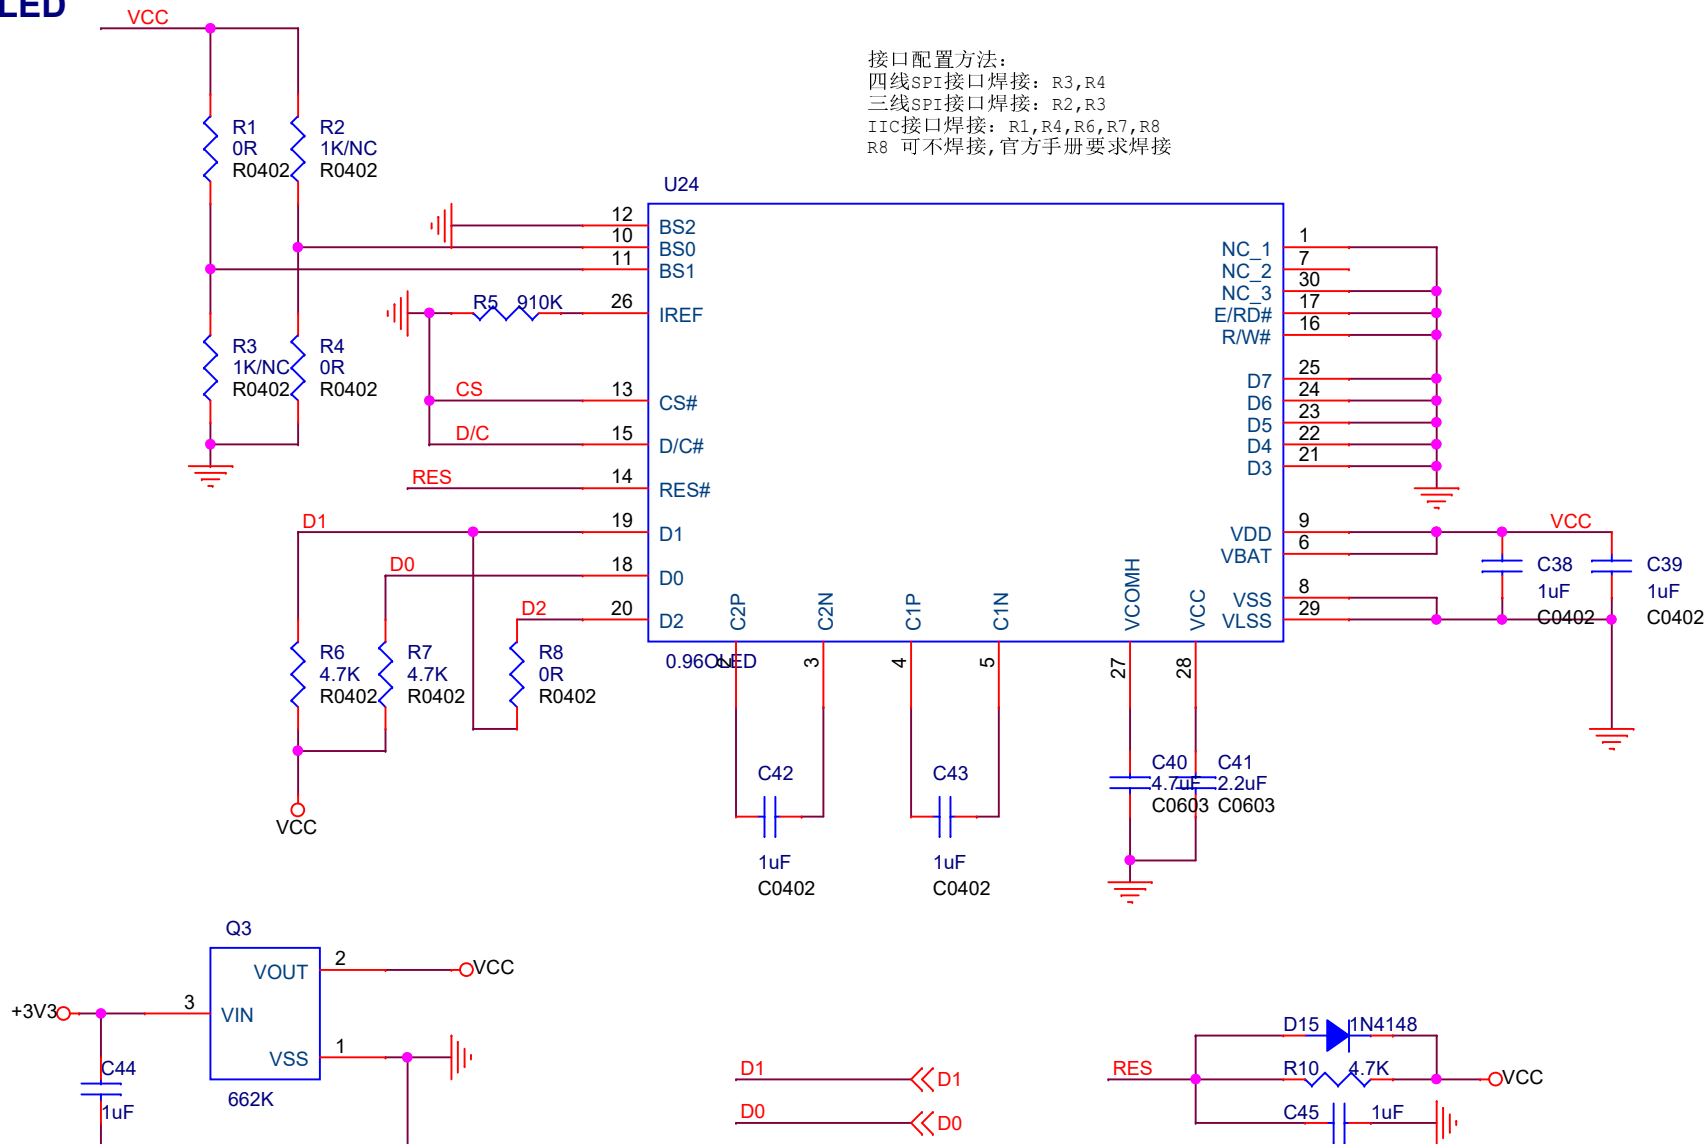 LED
VCC
接口配置方法：
四线SPI接口焊接：R3,R4
三线SPI接口焊接：R2,R3
IIC接口焊接：R1,R4,R6,R7,R8
R8 可不焊接,官方手册要求焊接
R1
0R
R0402
R2
1K/NC
R0402
R3
1K/NC
R0402
R4
0R
R0402
U24
12 BS2
10 BS0
11 BS1
R5 910K
26 IREF
CS 13 CS#
D/C 15 D/C#
RES 14 RES#
D1 19 D1
D0 18 D0
D2 20 D2
NC_1 1
NC_2 7
NC_3 30
E/RD# 17
R/W# 16
D7 25
D6 24
D5 23
D4 22
D3 21
VDD 9
VBAT 6
VSS 8
VLSS 29
VCC
C38
1uF
C0402
C39
1uF
C0402
C2P
C2N
C1P
C1N
VCOMH
VCC
0.96OLED
2
3
4
5
27
28
R6
4.7K
R0402
R7
4.7K
R0402
R8
0R
R0402
VCC
C42
1uF
C0402
C43
1uF
C0402
C40
4.7uF
C0603
C41
2.2uF
C0603
Q3
VOUT 2 VCC
+3V3 3 VIN
VSS 1
662K
C44
1uF
D1 D1
D0 D0
D15 1N4148
RES R10 4.7K VCC
C45 1uF